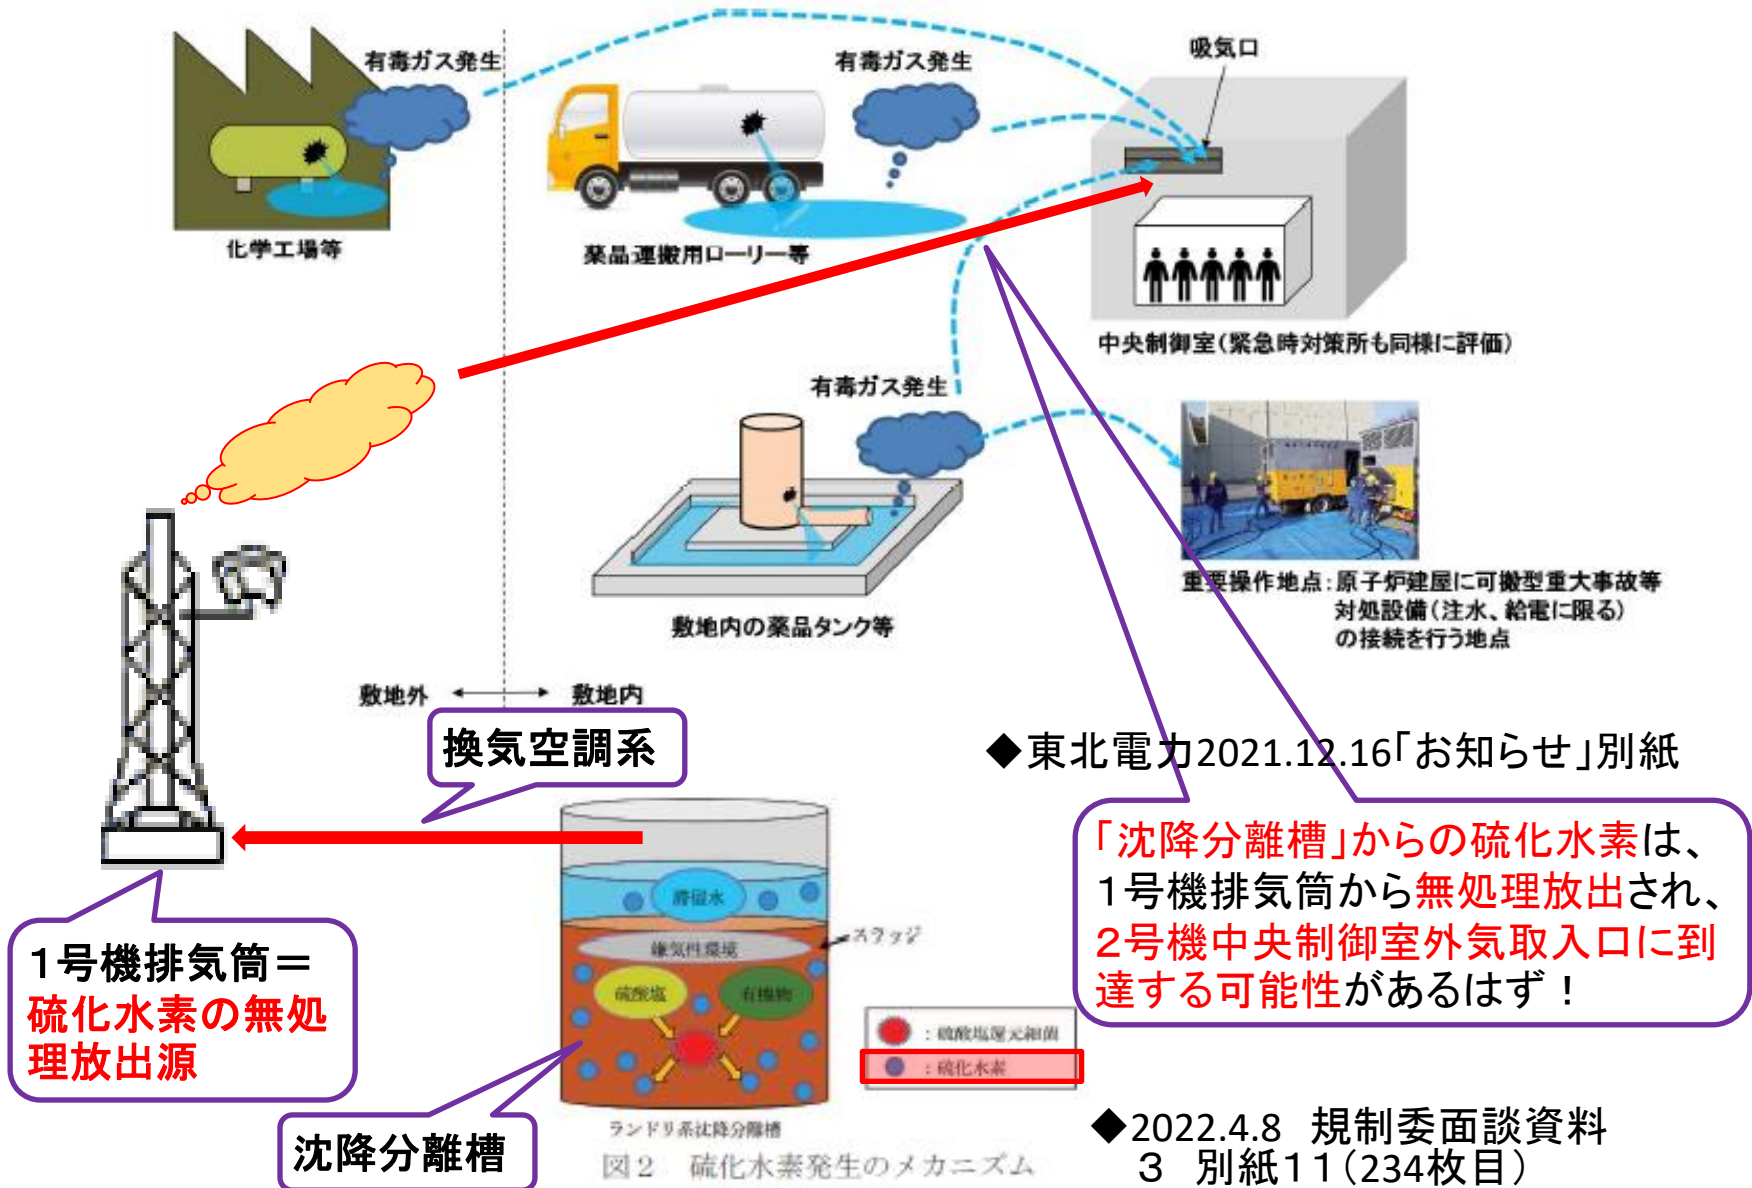 有毒ガス発生
有毒ガス発生
吸気口
化学工場等
薬品運搬用ローリー等
中央制御室(緊急時対策所も同様に評価)
有毒ガス発生
敷地内の薬品タンク等
重要操作地点:原子炉建屋に可搬型重大事故等
対処設備(注水、給電に限る)
の接続を行う地点
敷地外
敷地内
換気空調系
◆東北電力2021.12.16「お知らせ」別紙
「沈降分離槽」からの硫化水素は、
1号機排気筒から無処理放出され、
2号機中央制御室外気取入口に到
達する可能性があるはず!
1号機排気筒=
硫化水素の無処
理放出源
滞留水
スラッジ
嫌気性環境
硫酸塩
有機物
:硫酸塩還元細菌
:硫化水素
沈降分離槽
ランドリ系沈降分離槽
図2 硫化水素発生のメカニズム
◆2022.4.8 規制委面談資料
3 別紙11(234枚目)